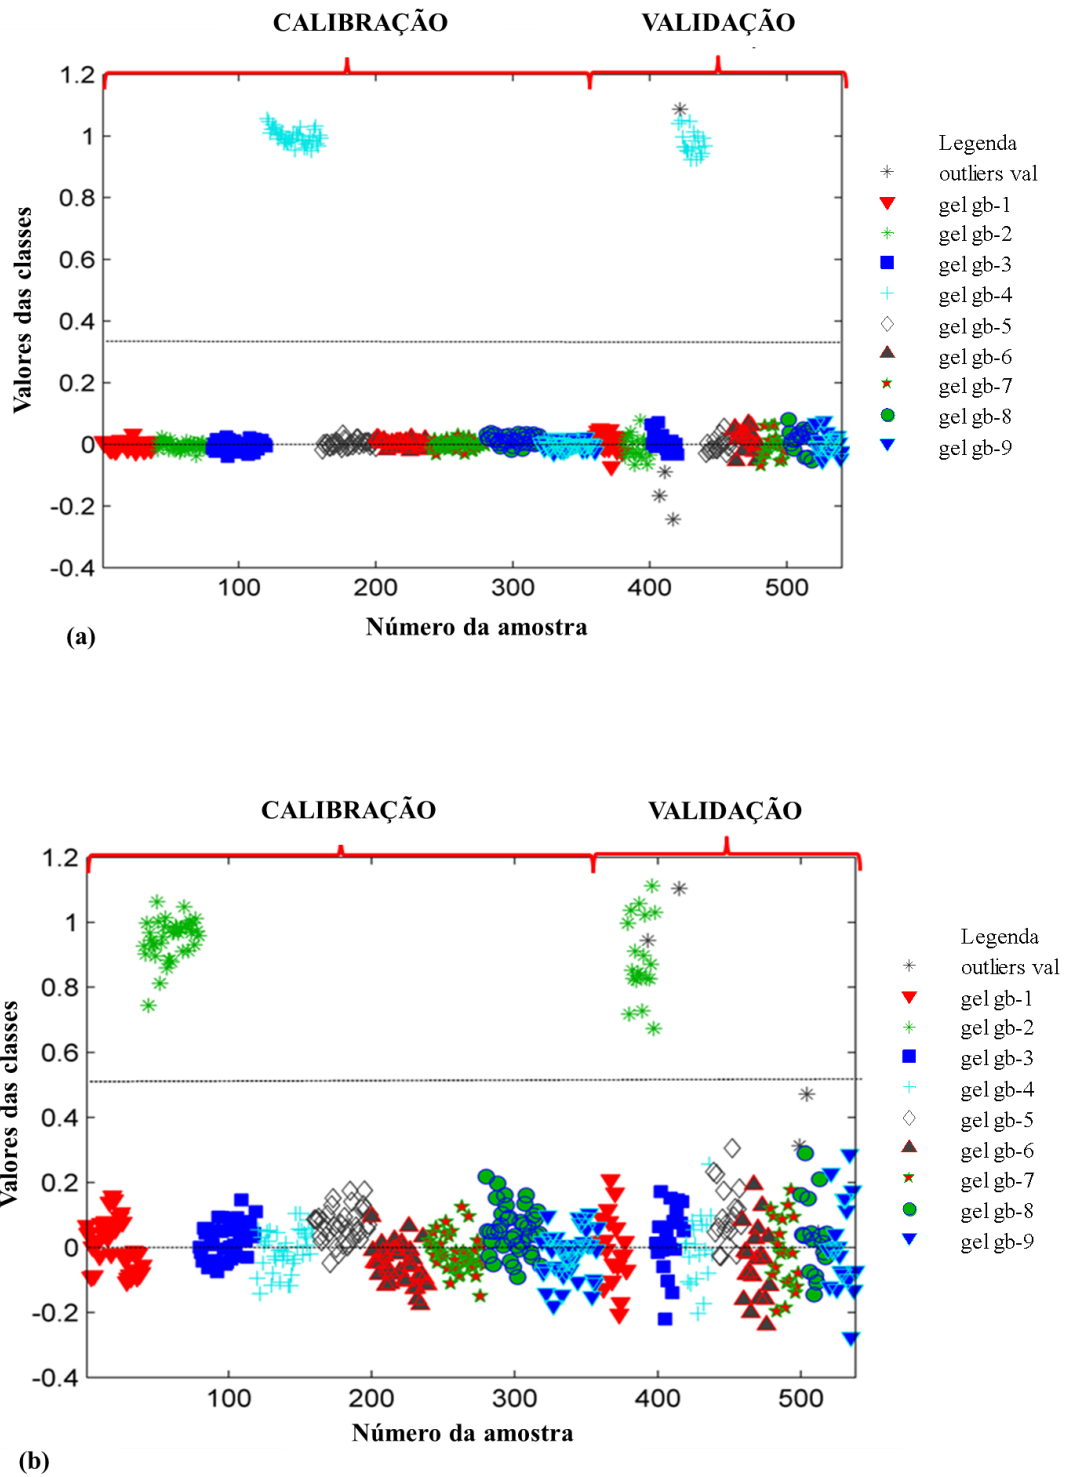 CALIBRAÇÃO VALIDAÇÃO
1.2
1
0.8
0.6
0.4
0.2
0
-0.2
-0.4
Valores das classes
100 200 300 400 500
Número da amostra
(a)
Legenda
outliers val
gel gb-1
gel gb-2
gel gb-3
gel gb-4
gel gb-5
gel gb-6
gel gb-7
gel gb-8
gel gb-9
CALIBRAÇÃO VALIDAÇÃO
1.2
1
0.8
0.6
0.4
0.2
0
-0.2
-0.4
Valores das classes
100 200 300 400 500
Número da amostra
(b)
Legenda
outliers val
gel gb-1
gel gb-2
gel gb-3
gel gb-4
gel gb-5
gel gb-6
gel gb-7
gel gb-8
gel gb-9